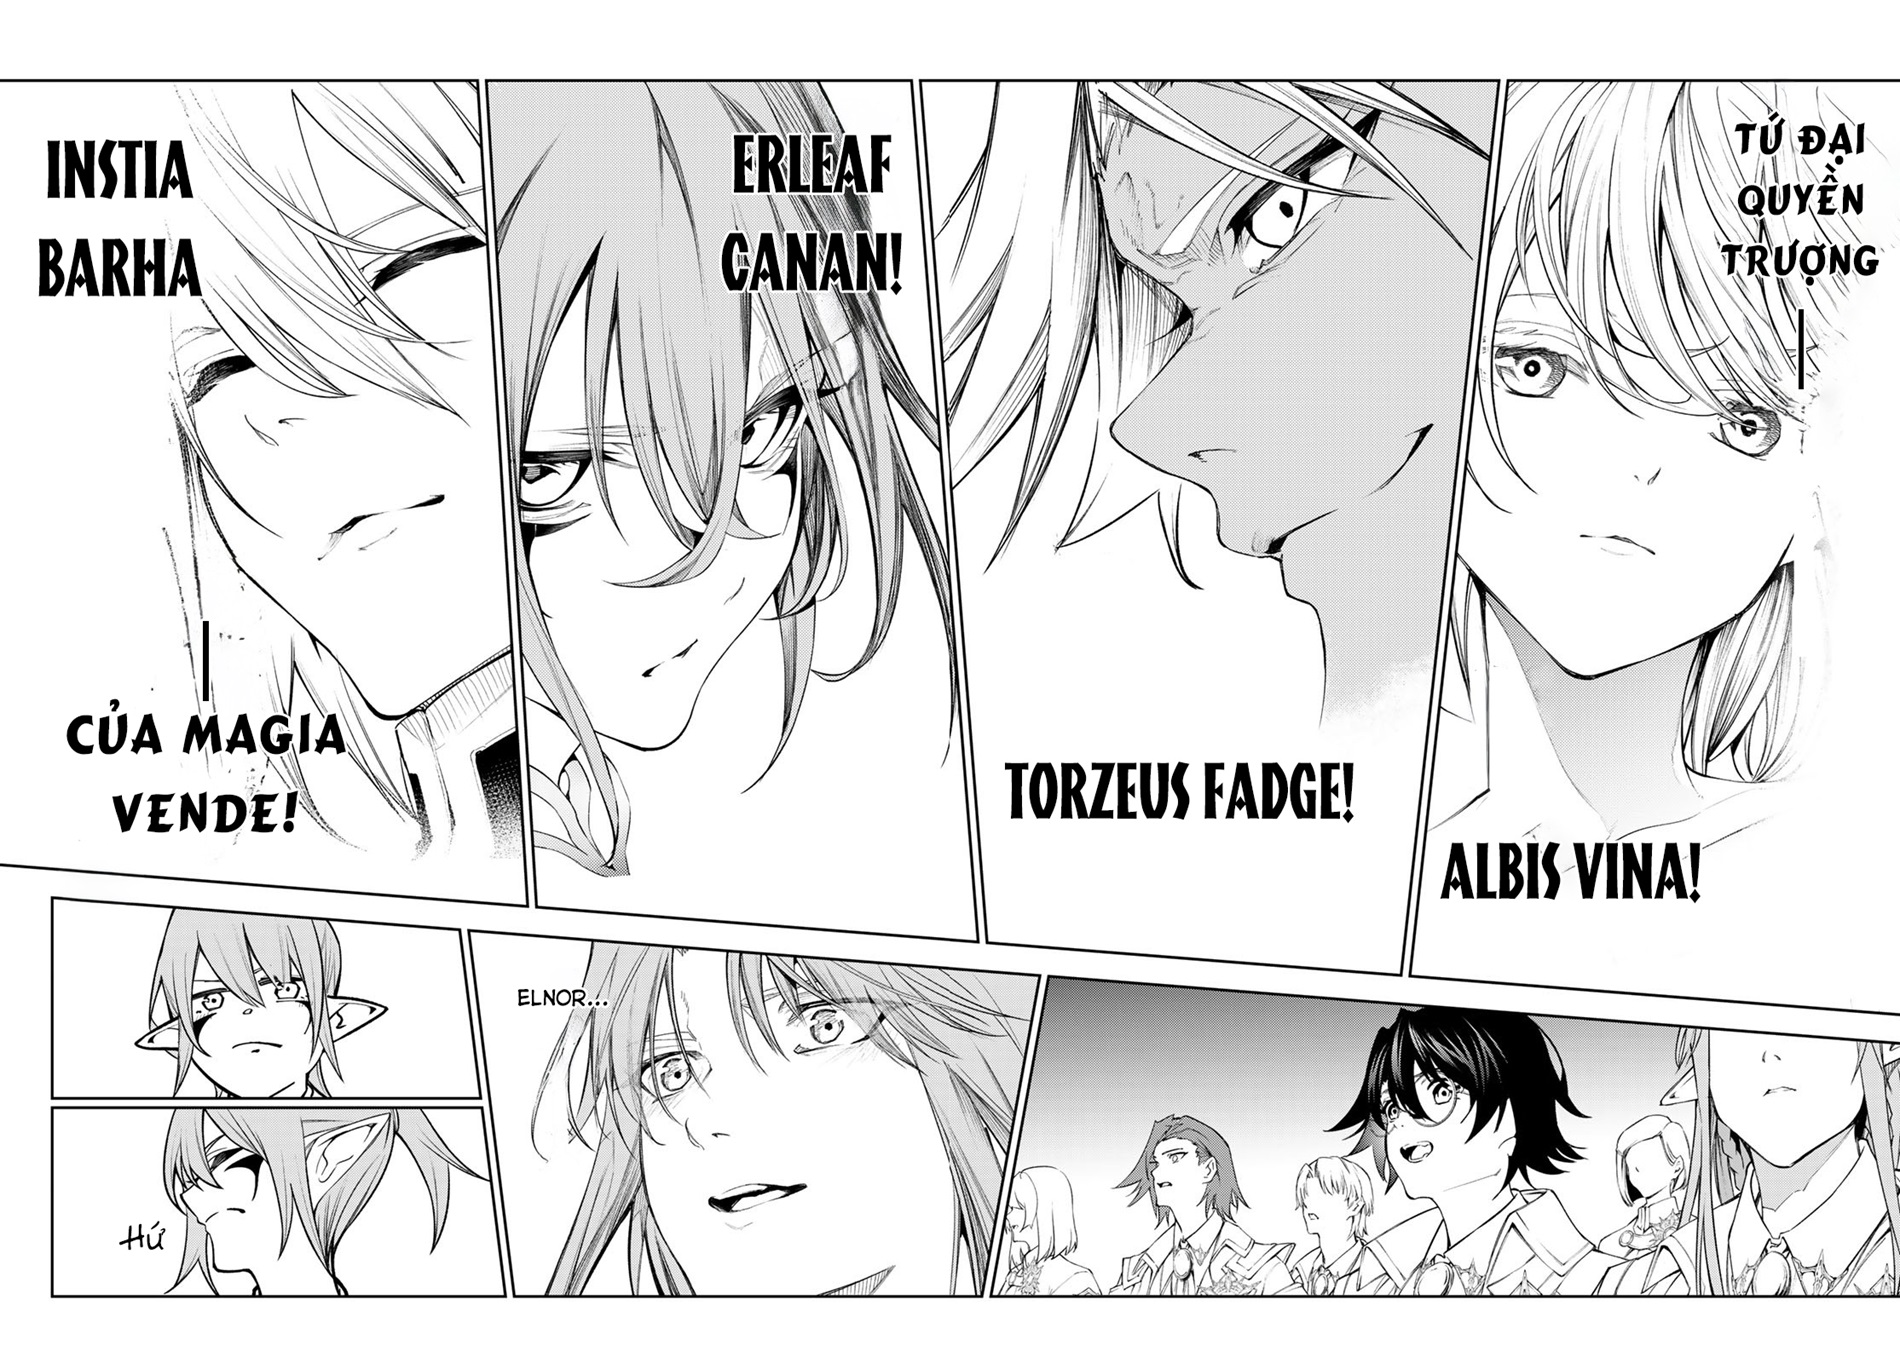 TỨ ĐẠI
QUYỀN
TRƯỢNG
ALBIS VINA!
TORZEUS FADGE!
ERLEAF
CANAN!
INSTIA
BARHA
CỦA MAGIA
VENDE!
ELNOR...
HỨ